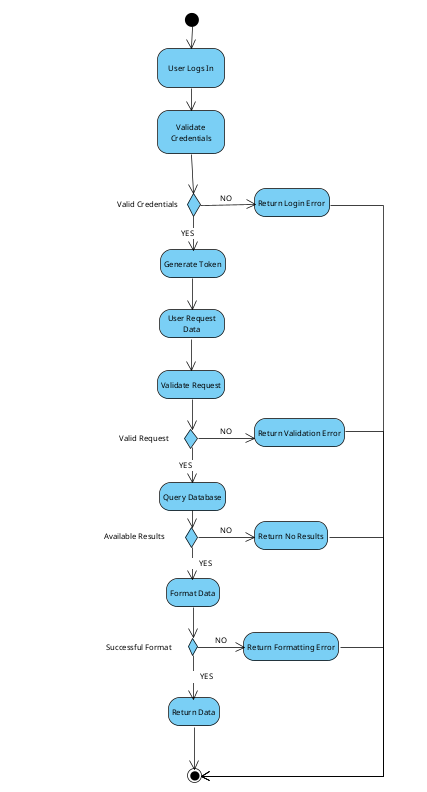 User Logs In
Validate
Credentials
Valid Credentials
NO
Return Login Error
YES
Generate Token
User Request
Data
Validate Request
Valid Request
NO
Return Validation Error
YES
Query Database
Available Results
NO
Return No Results
YES
Format Data
Successful Format
NO
Return Formatting Error
YES
Return Data